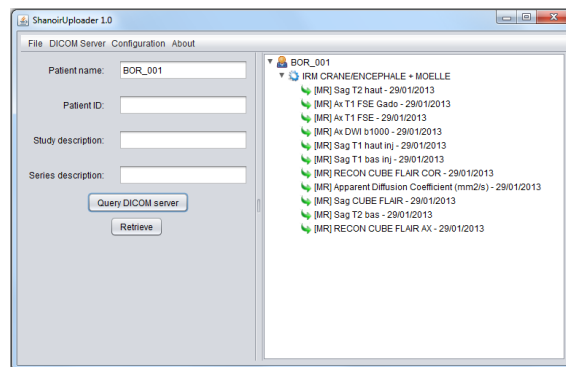 ShanoirUploader 1.0
File DICOM Server Configuration About
Patient name: BOR_001
Patient ID:
Study description:
Series description:
Query DICOM server
Retrieve
BOR_001
IRM CRANE/ENCEPHALE + MOELLE
[MR] Sag T2 haut - 29/01/2013
[MR] Ax T1 FSE Gado - 29/01/2013
[MR] Ax T1 FSE - 29/01/2013
[MR] Ax DWI b1000 - 29/01/2013
[MR] Sag T1 haut inj - 29/01/2013
[MR] Sag T1 bas inj - 29/01/2013
[MR] RECON CUBE FLAIR COR - 29/01/2013
[MR] Apparent Diffusion Coefficient (mm2/s) - 29/01/2013
[MR] Sag CUBE FLAIR - 29/01/2013
[MR] Sag T2 bas - 29/01/2013
[MR] RECON CUBE FLAIR AX - 29/01/2013